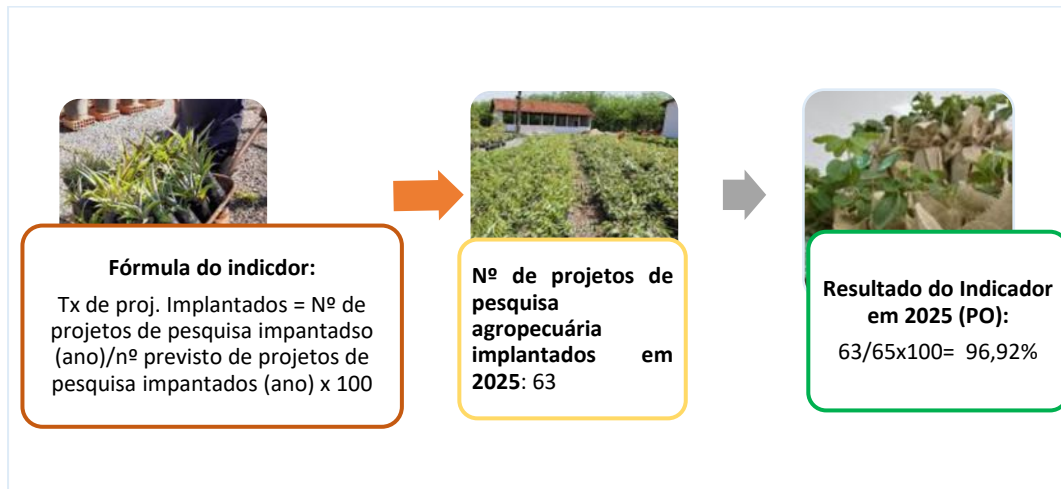 Fórmula do indicdor:
Tx de proj. Implantados = Nº de
projetos de pesquisa impantadso
(ano)/nº previsto de projetos de
pesquisa impantados (ano) x 100
Nº de projetos de
pesquisa
agropecuária
implantados em
2025: 63
Resultado do Indicador
em 2025 (PO):
63/65x100= 96,92%